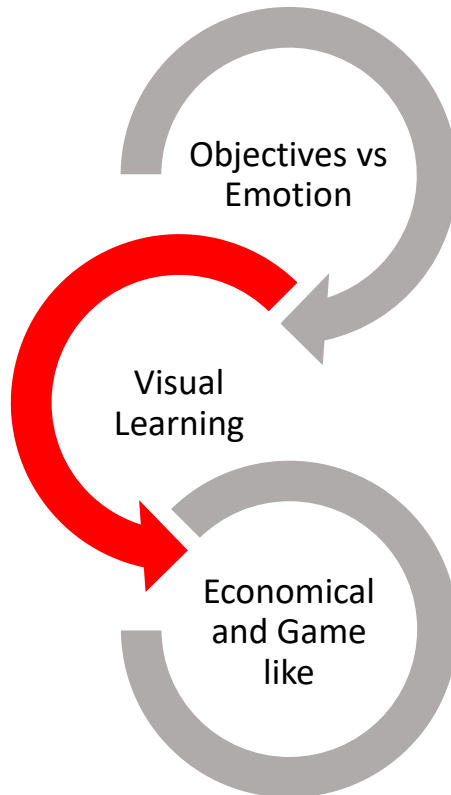 Objectives vs
Emotion
Visual
Learning
Economical
and Game
like